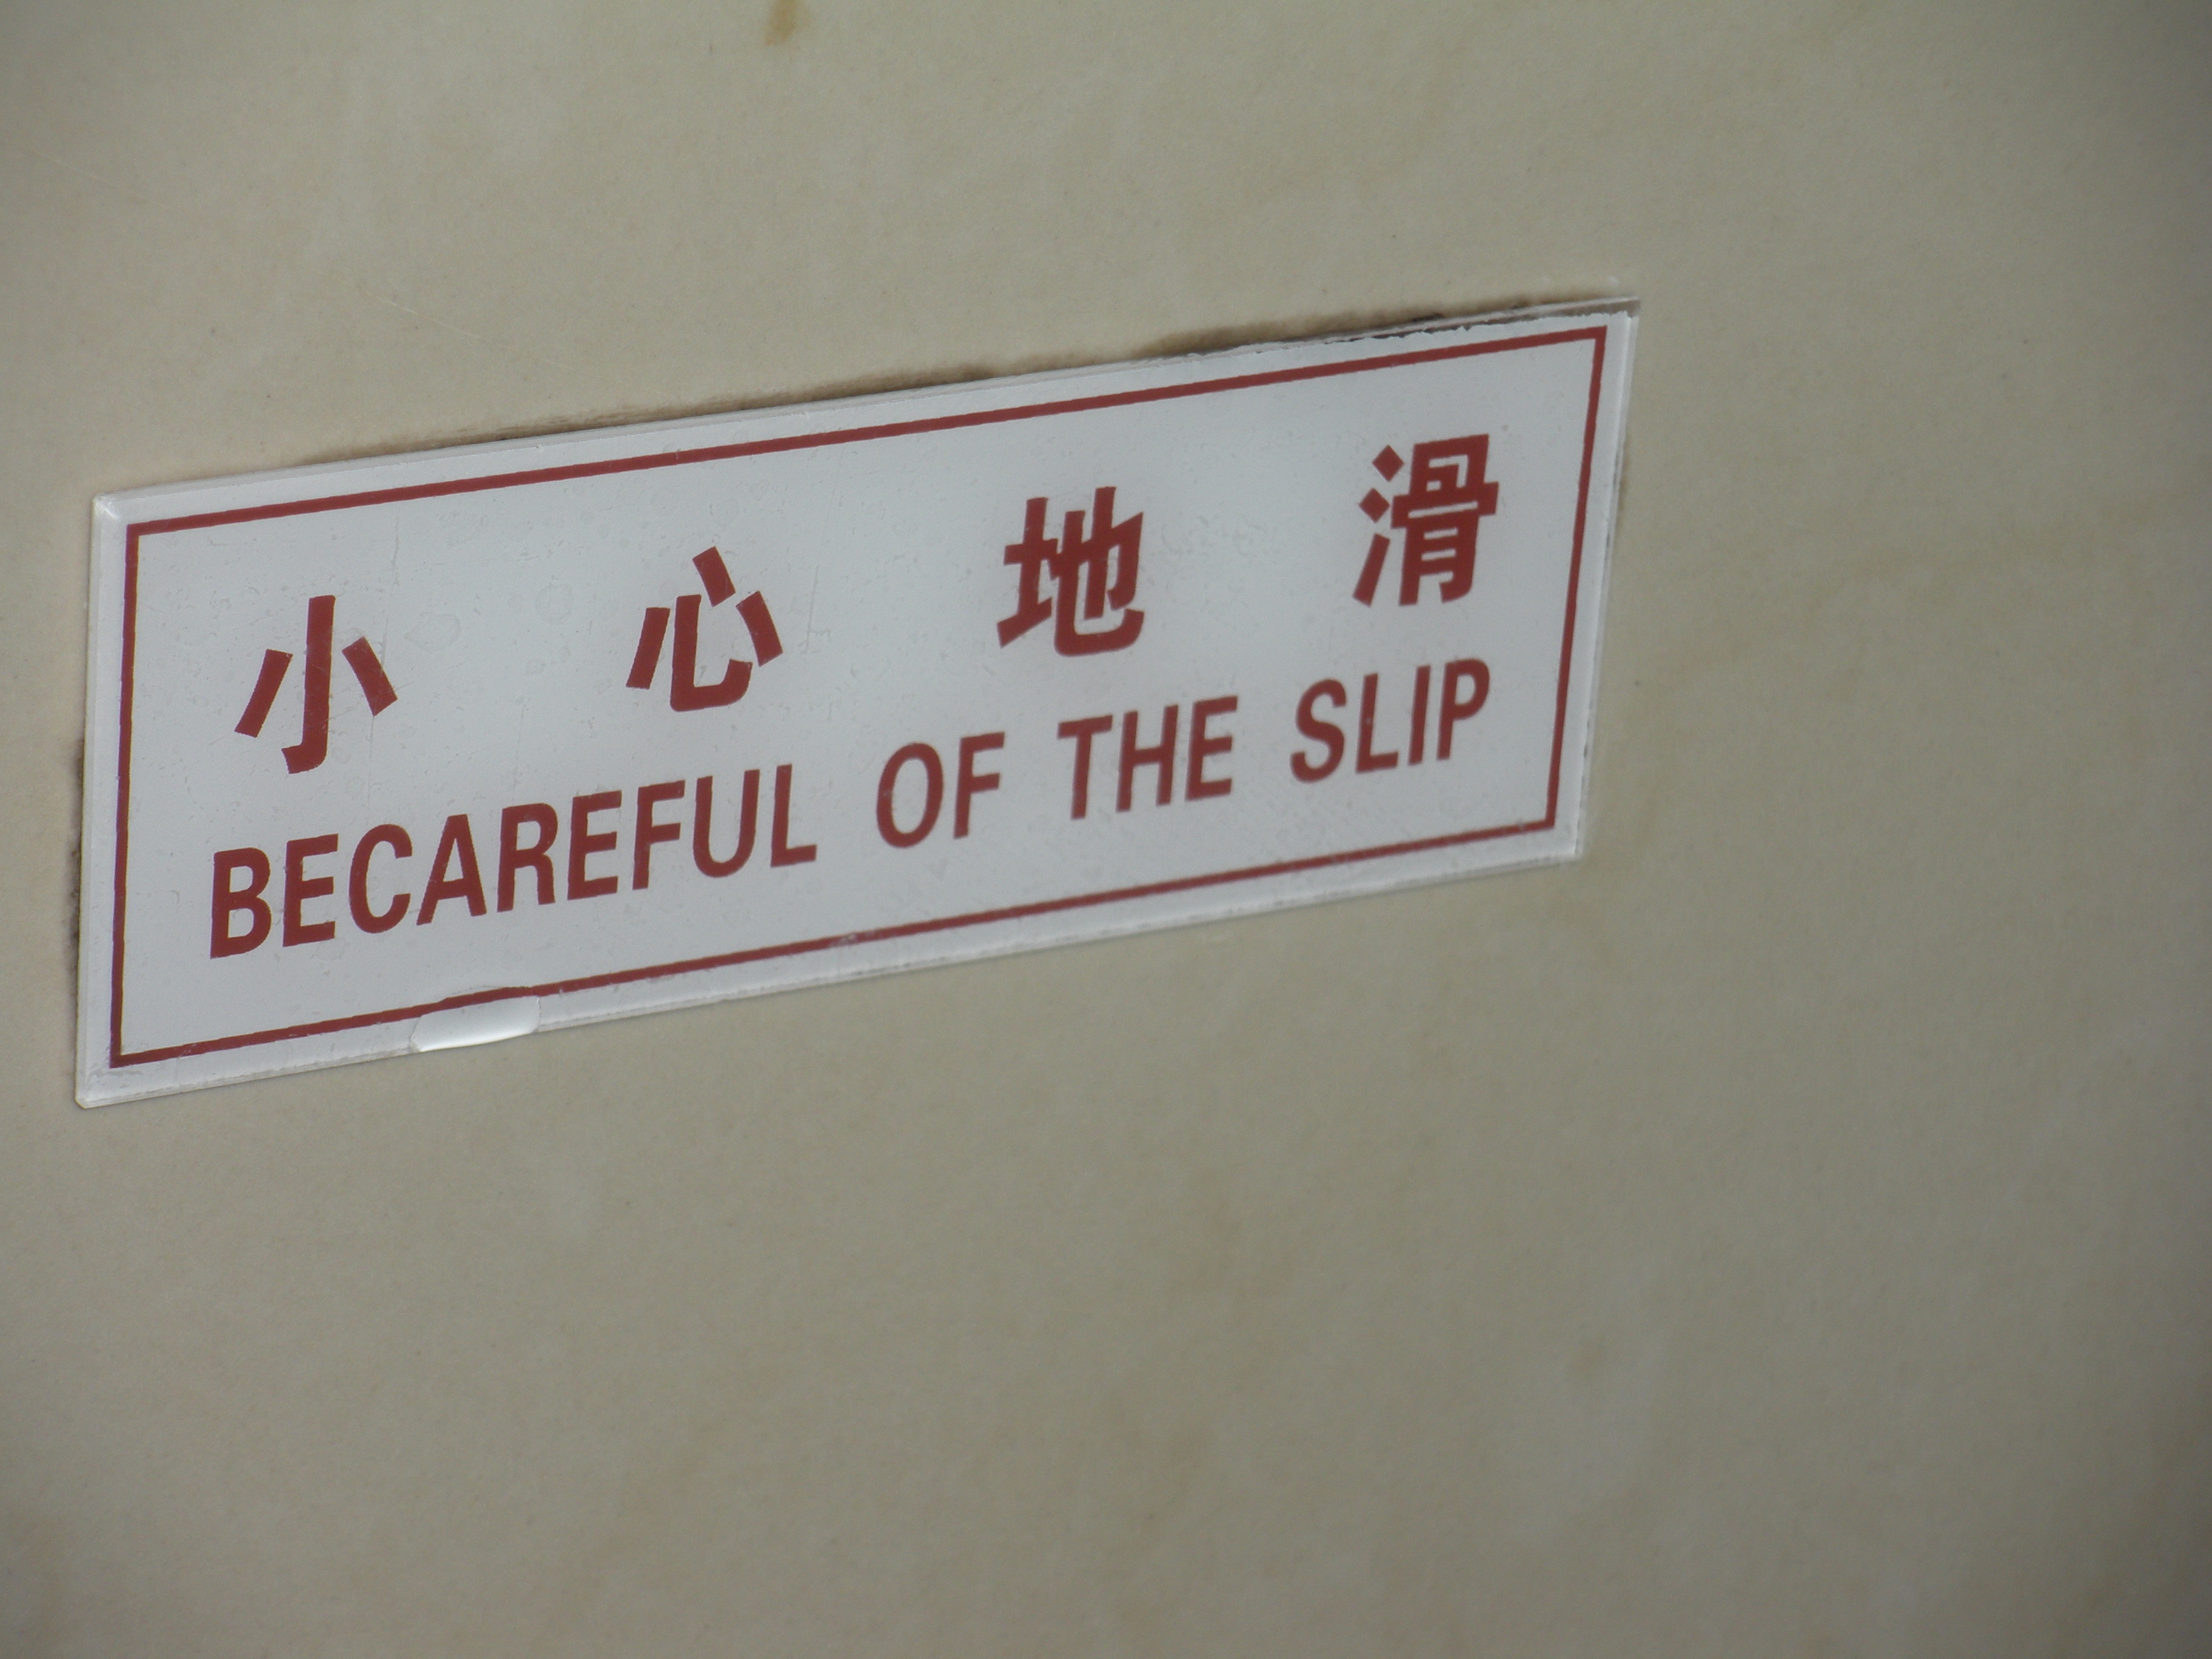 小心地滑
BECAREFUL OF THE SLIP